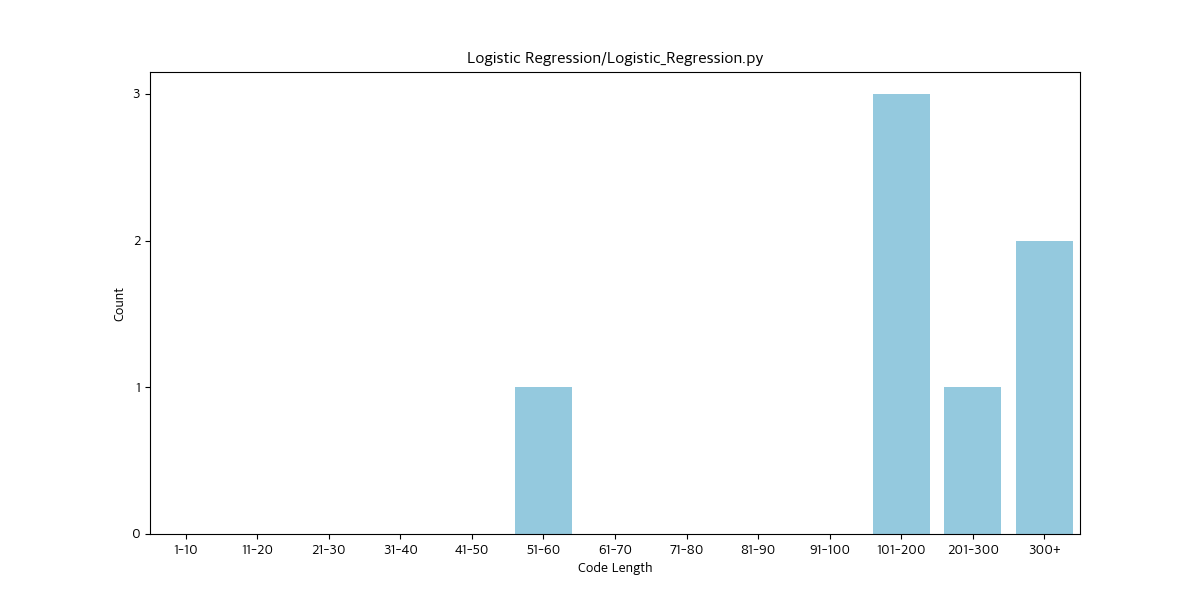 Logistic Regression/Logistic_Regression.py
3
2
1
0
Count
1-10 11-20 21-30 31-40 41-50 51-60 61-70 71-80 81-90 91-100 101-200 201-300 300+
Code Length